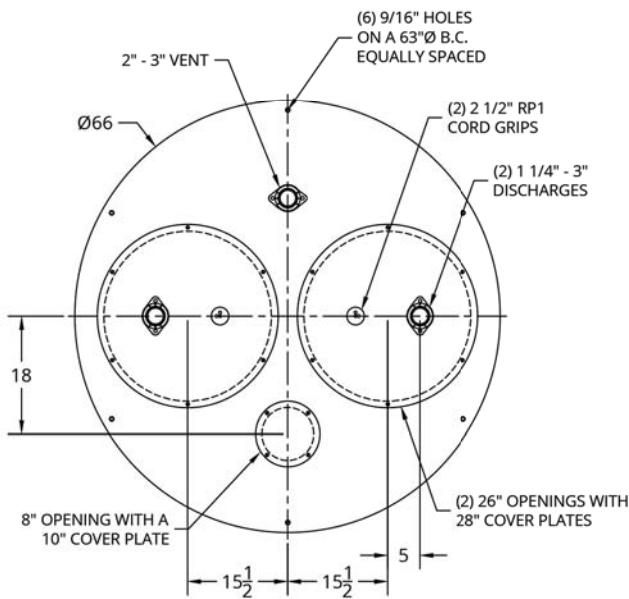 (6) 9/16" HOLES
ON A 63"Ø B.C.
EQUALLY SPACED
2" - 3" VENT
Ø66
(2) 2 1/2" RP1
CORD GRIPS
(2) 1 1/4" - 3"
DISCHARGES
18
8" OPENING WITH A
10" COVER PLATE
(2) 26" OPENINGS WITH
28" COVER PLATES
5
15 1/2
15 1/2